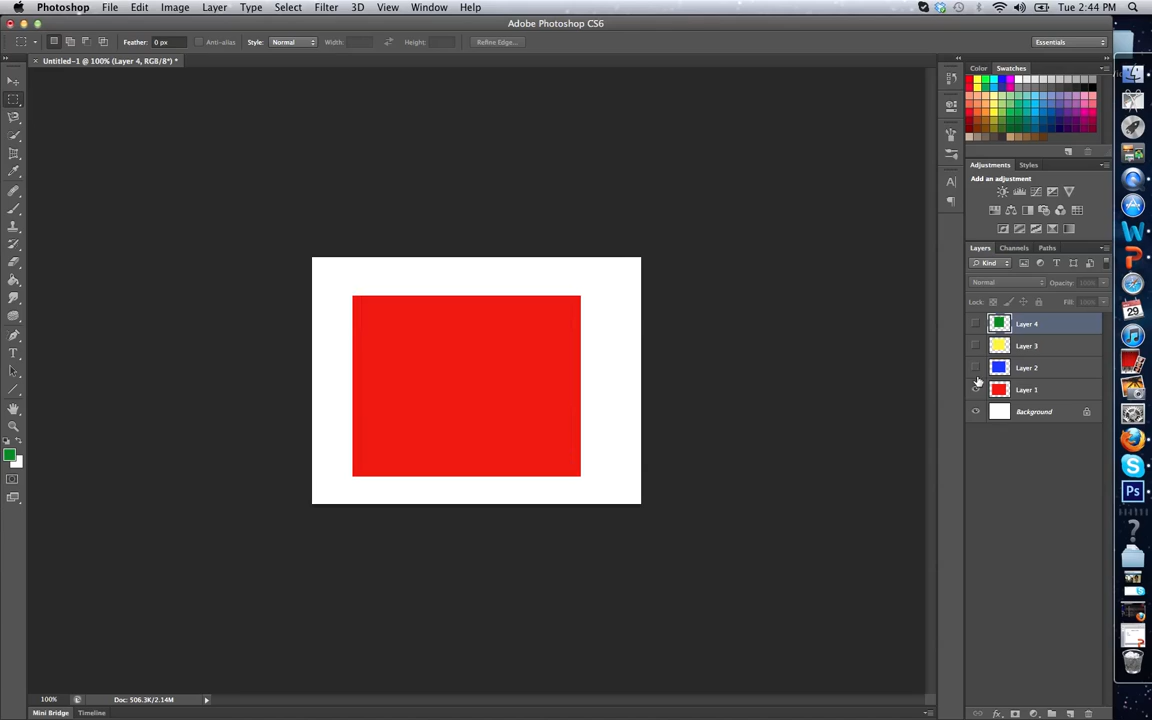 Photoshop File Edit Image Layer Type Select Filter 3D View Window Help Tue 2:44 PM
Adobe Photoshop CS6
Feather: 0 px Anti-alias Style: Normal Width: Height: Refine Edge... Essentials
× Untitled-1 @ 100% (Layer 4, RGB/8*) *
Color Swatches
Adjustments Styles
Add an adjustment
Layers Channels Paths
Kind
Normal Opacity: 100%
Lock: Fill: 100%
Layer 4
Layer 3
Layer 2
Layer 1
Background
100% Doc: 506.3K/2.14M
Mini Bridge Timeline